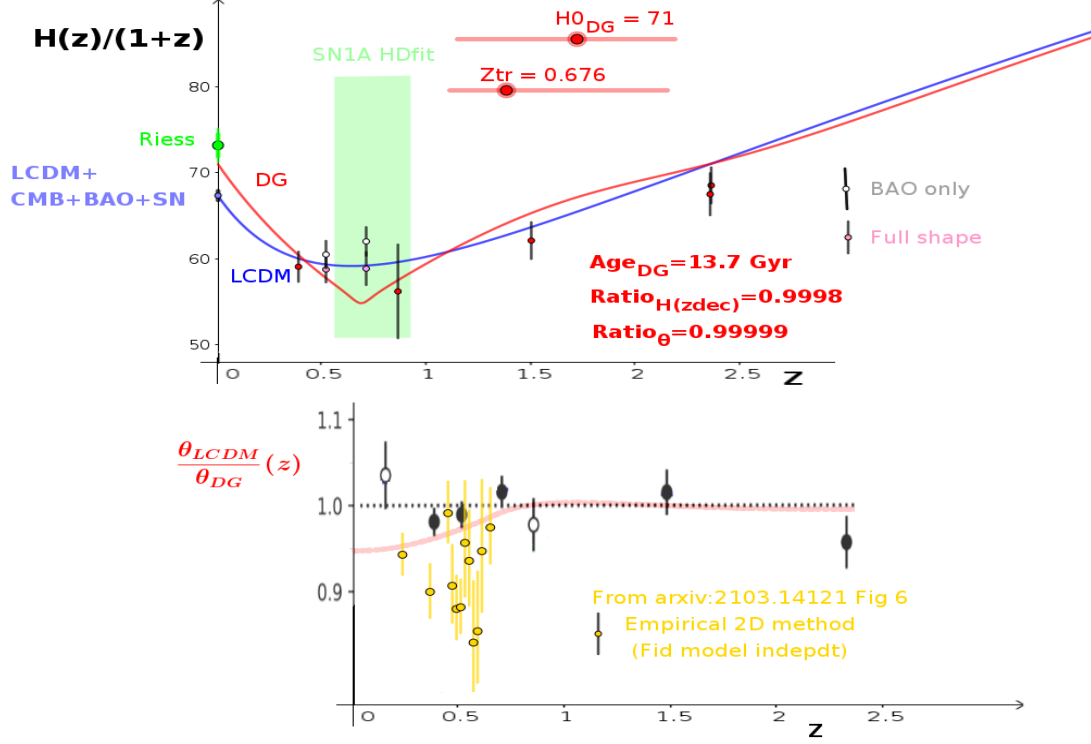 H(z)/(1+z)
H0DG = 71
SN1A HDfit
Ztr = 0.676
80
Riess
70
LCDM+
CMB+BAO+SN
DG
BAO only
Full shape
60
LCDM
AgeDG=13.7 Gyr
RatioH(zdec)=0.9998
Ratioθ=0.99999
50
0 0.5 1 1.5 2 2.5
Z
1.1
θLCDM/θDG (z)
1.0
0.9
From arxiv:2103.14121 Fig 6
Empirical 2D method
(Fid model indepdt)
0 0.5 1 1.5 2 2.5
Z